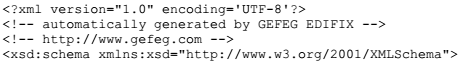 <?xml version="1.0" encoding='UTF-8'?>
<!-- automatically generated by GEFEG EDIFIX -->
<!-- http://www.gefeg.com -->
<xsd:schema xmlns:xsd="http://www.w3.org/2001/XMLSchema">